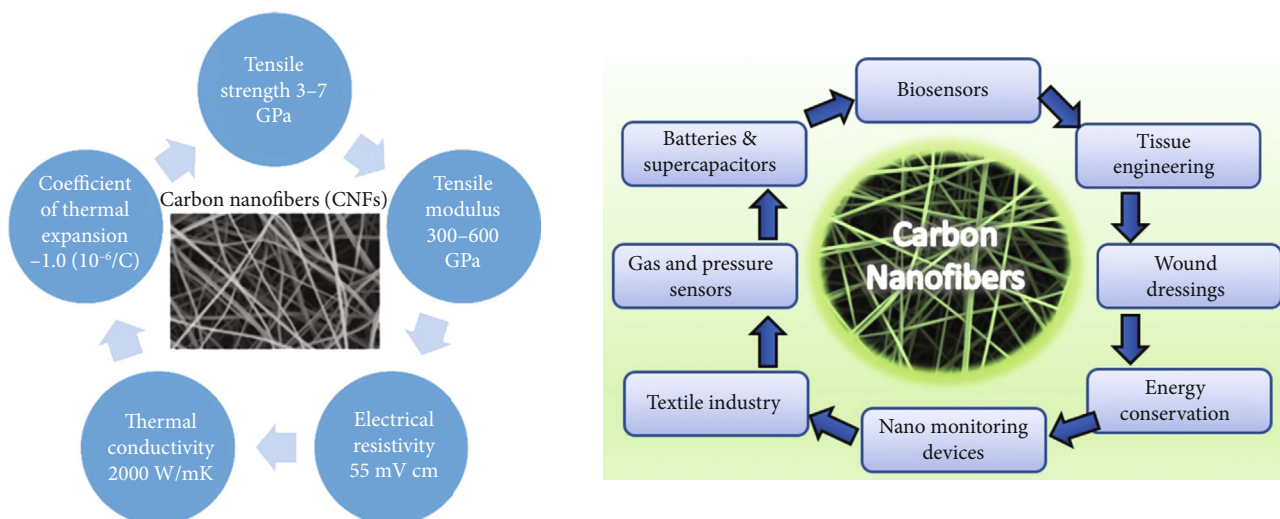 Tensile
strength 3–7
GPa
Tensile
modulus
300–600
GPa
Electrical
resistivity
55 mV cm
Thermal
conductivity
2000 W/mK
Coefficient
of thermal
expansion
–1.0 (10⁻⁶/C)
Carbon nanofibers (CNFs)
Biosensors
Tissue
engineering
Wound
dressings
Energy
conservation
Nano monitoring
devices
Textile industry
Gas and pressure
sensors
Batteries &
supercapacitors
Carbon
Nanofibers